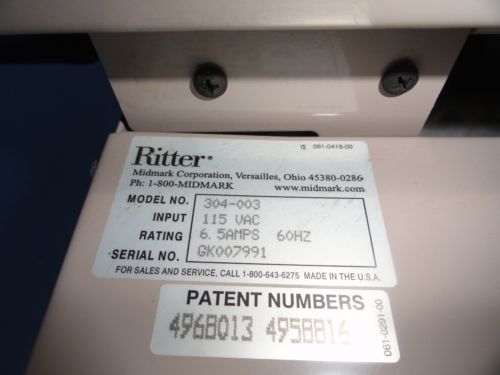 061-0418-00
Ritter
Midmark Corporation, Versailles, Ohio 45380-0286
Ph: 1-800-MIDMARK www.midmark.com
MODEL NO. 304-003
INPUT 115 VAC
RATING 6.5AMPS 60HZ
SERIAL NO. GK007991
FOR SALES AND SERVICE, CALL 1-800-643-6275 MADE IN THE U.S.A.
PATENT NUMBERS
4968013 4958816
061-0291-00